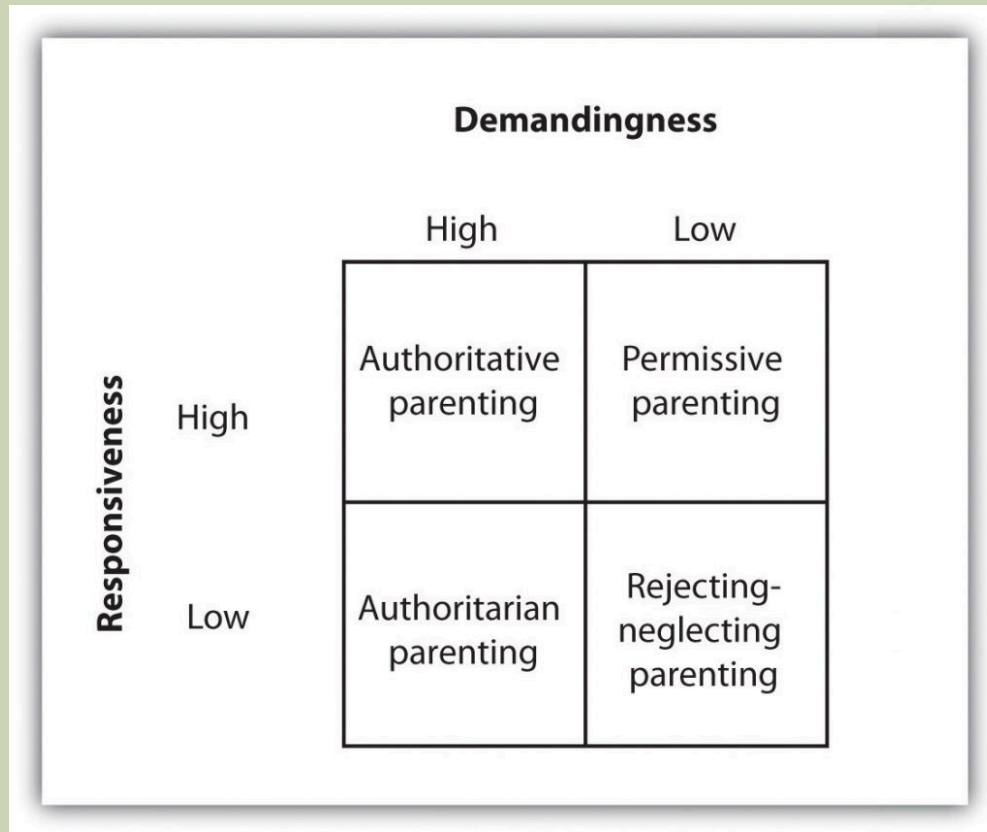 Demandingness
High Low
Responsiveness
High
Authoritative
parenting
Permissive
parenting
Low
Authoritarian
parenting
Rejecting-
neglecting
parenting